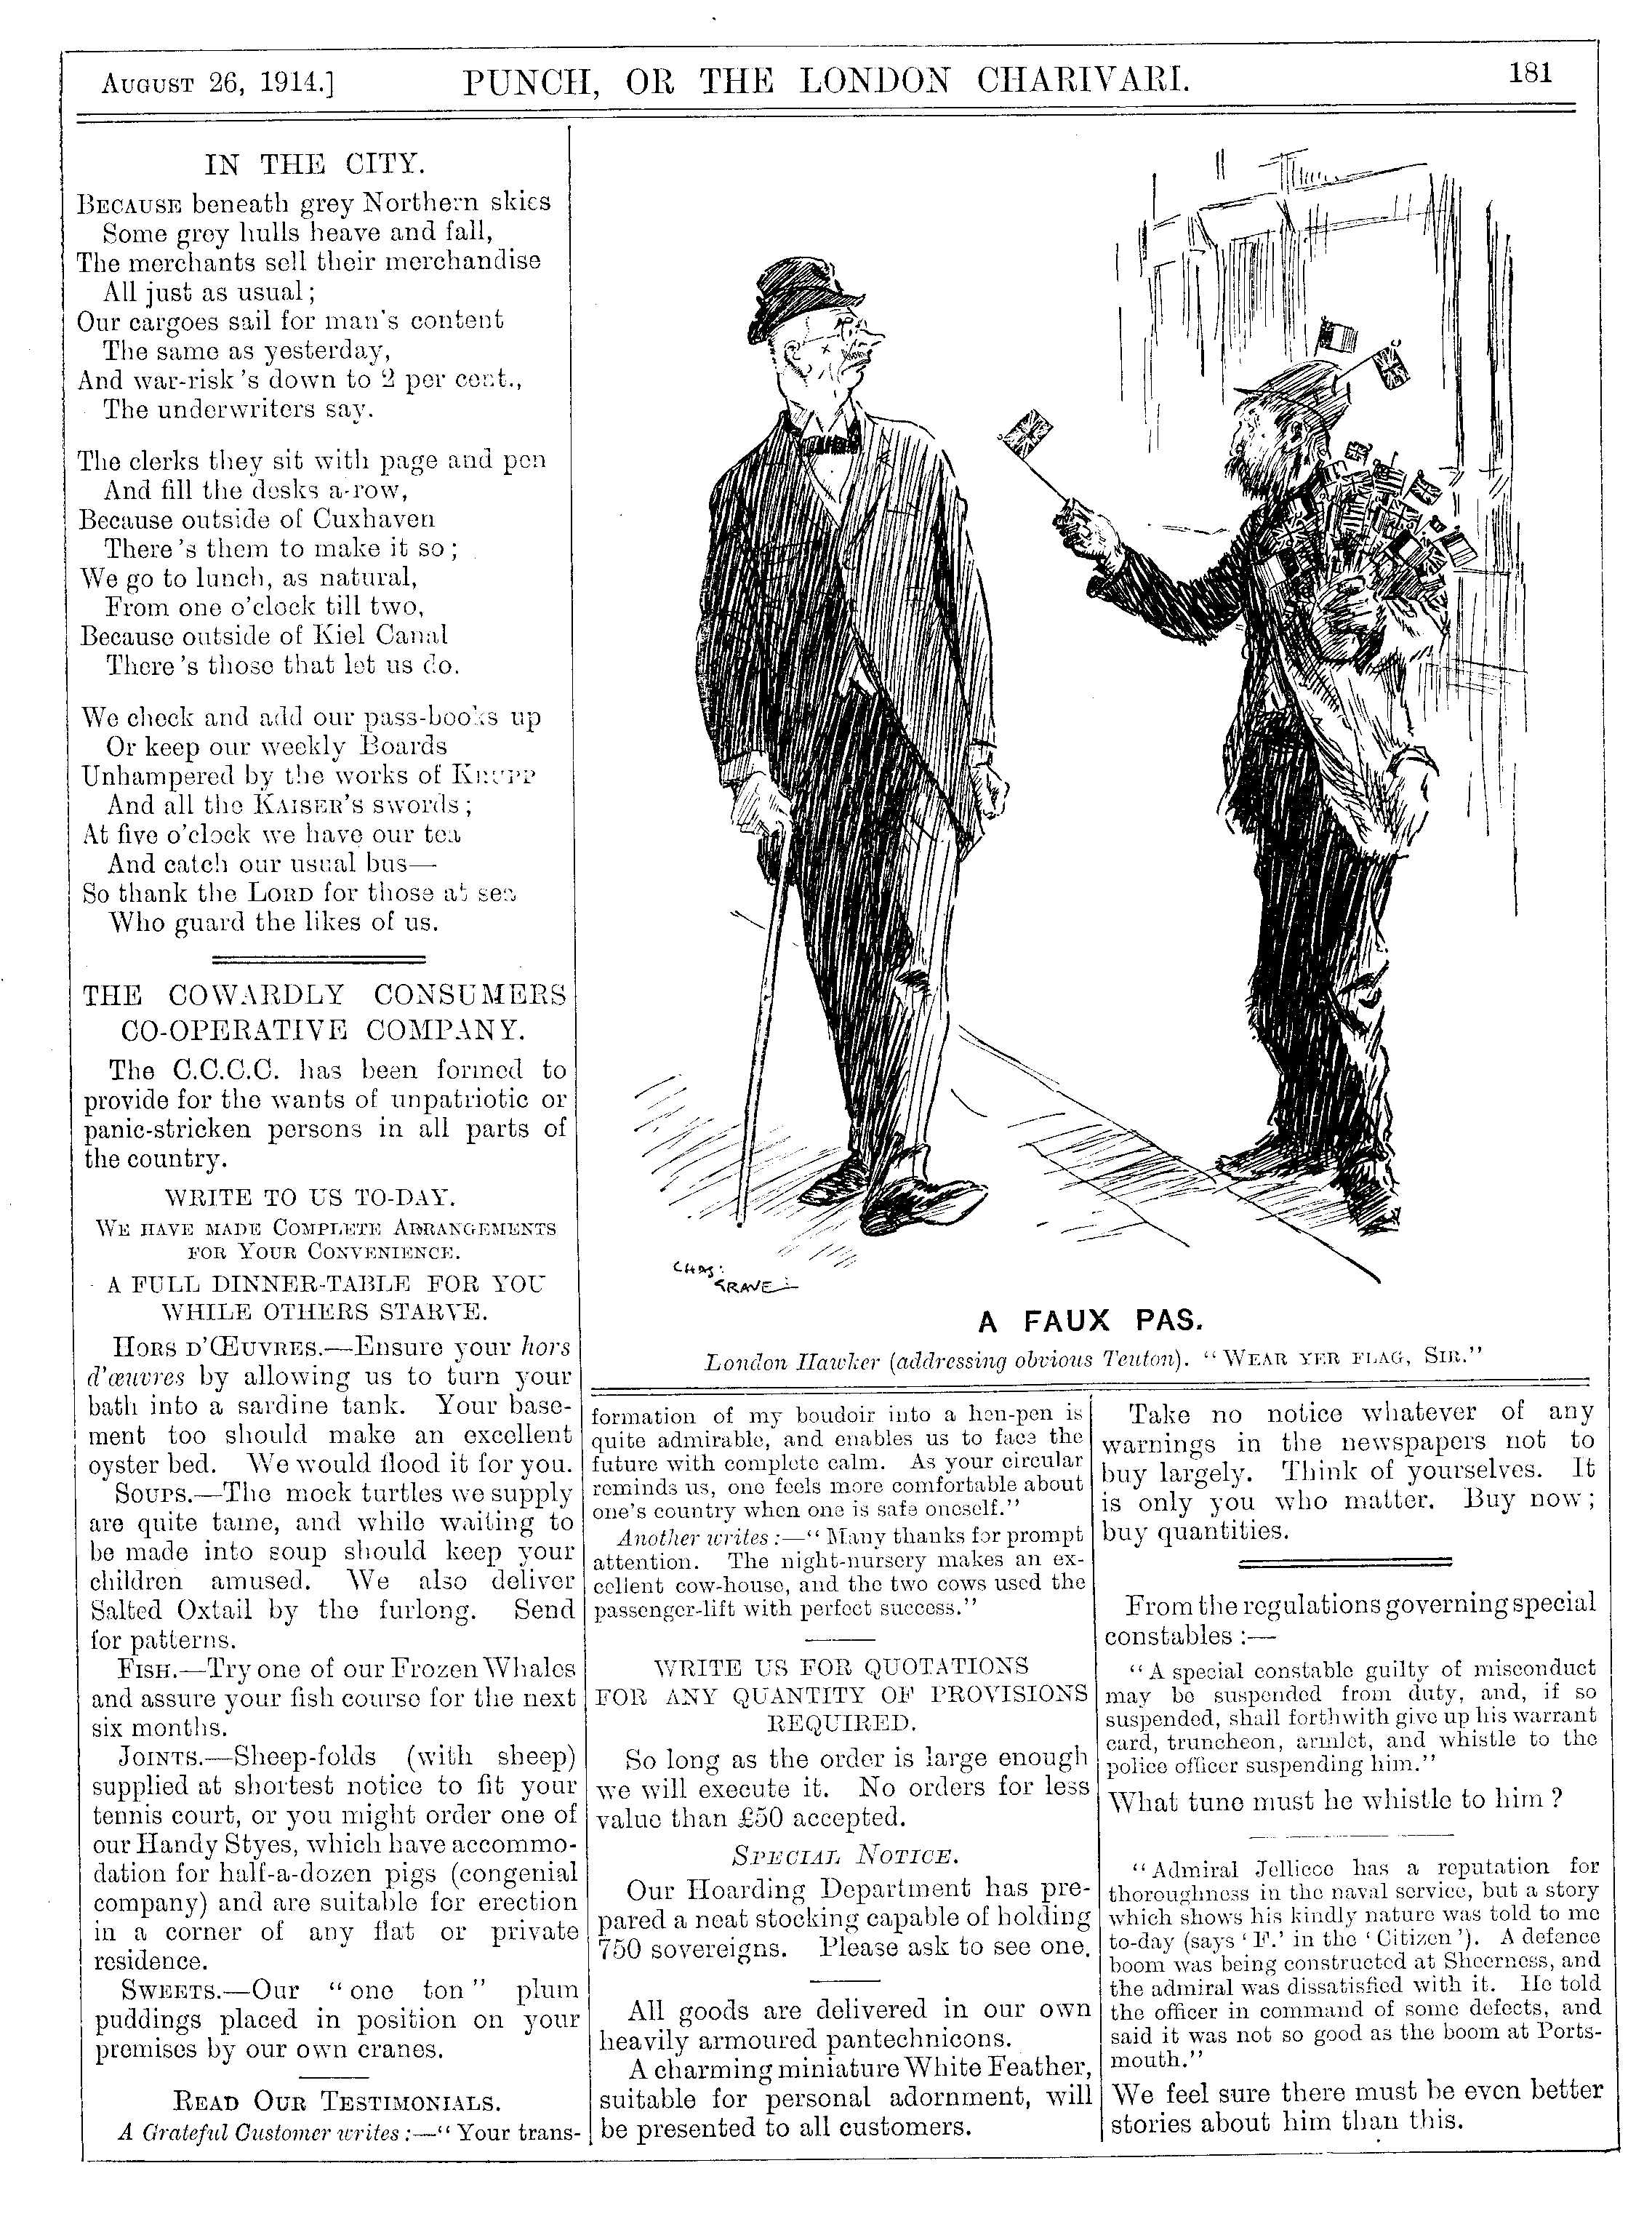 AUGUST 26, 1914.] PUNCH, OR THE LONDON CHARIVARI. 181
IN THE CITY.
BECAUSE beneath grey Northern skies
Some grey hulls heave and fall,
The merchants sell their merchandise
All just as usual;
Our cargoes sail for man's content
The same as yesterday,
And war-risk's down to 2 per cent.,
The underwriters say.
The clerks they sit with page and pen
And fill the desks a-row,
Because outside of Cuxhaven
There's them to make it so;
We go to lunch, as natural,
From one o'clock till two,
Because outside of Kiel Canal
There's those that let us do.
We check and add our pass-books up
Or keep our weekly Boards
Unhampered by the works of KRUPP
And all the KAISER's swords;
At five o'clock we have our tea
And catch our usual bus—
So thank the LORD for those at sea
Who guard the likes of us.
THE COWARDLY CONSUMERS
CO-OPERATIVE COMPANY.
The C.C.C.C. has been formed to
provide for the wants of unpatriotic or
panic-stricken persons in all parts of
the country.
WRITE TO US TO-DAY.
WE HAVE MADE COMPLETE ARRANGEMENTS
FOR YOUR CONVENIENCE.
A FULL DINNER-TABLE FOR YOU
WHILE OTHERS STARVE.
HORS D'ŒUVRES.—Ensure your hors
d'œuvres by allowing us to turn your
bath into a sardine tank. Your base-
ment too should make an excellent
oyster bed. We would flood it for you.
SOUPS.—The mock turtles we supply
are quite tame, and while waiting to
be made into soup should keep your
children amused. We also deliver
Salted Oxtail by the furlong. Send
for patterns.
FISH.—Try one of our Frozen Whales
and assure your fish course for the next
six months.
JOINTS.—Sheep-folds (with sheep)
supplied at shortest notice to fit your
tennis court, or you might order one of
our Handy Styes, which have accommo-
dation for half-a-dozen pigs (congenial
company) and are suitable for erection
in a corner of any flat or private
residence.
SWEETS.—Our "one ton" plum
puddings placed in position on your
premises by our own cranes.
READ OUR TESTIMONIALS.
A Grateful Customer writes:—"Your trans-
CHAS:
GRAVE
A FAUX PAS.
London Hawker (addressing obvious Teuton). "WEAR YER FLAG, SIR."
formation of my boudoir into a hen-pen is
quite admirable, and enables us to face the
future with complete calm. As your circular
reminds us, one feels more comfortable about
one's country when one is safe oneself."
Another writes:—"Many thanks for prompt
attention. The night-nursery makes an ex-
cellent cow-house, and the two cows used the
passenger-lift with perfect success."
WRITE US FOR QUOTATIONS
FOR ANY QUANTITY OF PROVISIONS
REQUIRED.
So long as the order is large enough
we will execute it. No orders for less
value than £50 accepted.
SPECIAL NOTICE.
Our Hoarding Department has pre-
pared a neat stocking capable of holding
750 sovereigns. Please ask to see one.
All goods are delivered in our own
heavily armoured pantechnicons.
A charming miniature White Feather,
suitable for personal adornment, will
be presented to all customers.
Take no notice whatever of any
warnings in the newspapers not to
buy largely. Think of yourselves. It
is only you who matter. Buy now;
buy quantities.
From the regulations governing special
constables:—
"A special constable guilty of misconduct
may be suspended from duty, and, if so
suspended, shall forthwith give up his warrant
card, truncheon, armlet, and whistle to the
police officer suspending him."
What tune must he whistle to him?
"Admiral Jellicoe has a reputation for
thoroughness in the naval service, but a story
which shows his kindly nature was told to me
to-day (says 'F.' in the 'Citizen'). A defence
boom was being constructed at Sheerness, and
the admiral was dissatisfied with it. He told
the officer in command of some defects, and
said it was not so good as the boom at Ports-
mouth."
We feel sure there must be even better
stories about him than this.